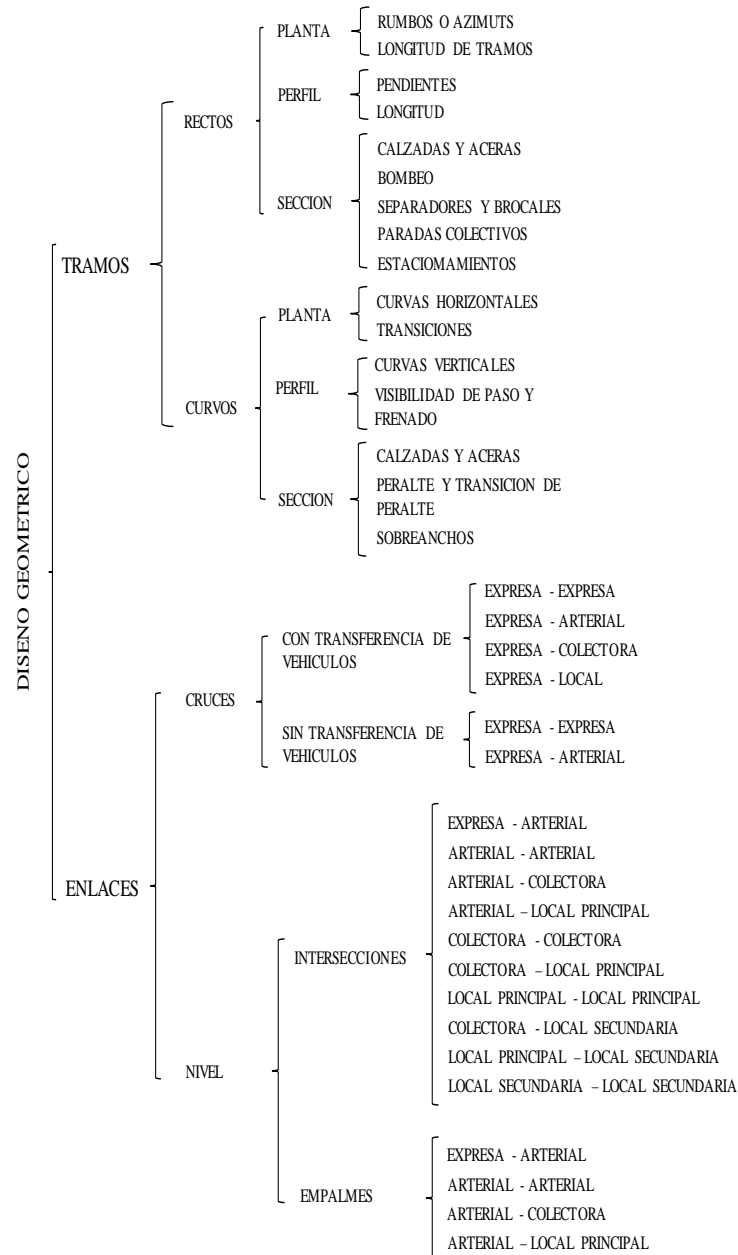 DISENO GEOMETRICO
TRAMOS
RECTOS
PLANTA
RUMBOS O AZIMUTS
LONGITUD DE TRAMOS
PERFIL
PENDIENTES
LONGITUD
SECCION
CALZADAS Y ACERAS
BOMBEO
SEPARADORES Y BROCALES
PARADAS COLECTIVOS
ESTACIOMAMIENTOS
CURVOS
PLANTA
CURVAS HORIZONTALES
TRANSICIONES
PERFIL
CURVAS VERTICALES
VISIBILIDAD DE PASO Y
FRENADO
SECCION
CALZADAS Y ACERAS
PERALTE Y TRANSICION DE
PERALTE
SOBREANCHOS
ENLACES
CRUCES
CON TRANSFERENCIA DE
VEHICULOS
EXPRESA - EXPRESA
EXPRESA - ARTERIAL
EXPRESA - COLECTORA
EXPRESA - LOCAL
SIN TRANSFERENCIA DE
VEHICULOS
EXPRESA - EXPRESA
EXPRESA - ARTERIAL
NIVEL
INTERSECCIONES
EXPRESA - ARTERIAL
ARTERIAL - ARTERIAL
ARTERIAL - COLECTORA
ARTERIAL – LOCAL PRINCIPAL
COLECTORA - COLECTORA
COLECTORA – LOCAL PRINCIPAL
LOCAL PRINCIPAL - LOCAL PRINCIPAL
COLECTORA - LOCAL SECUNDARIA
LOCAL PRINCIPAL – LOCAL SECUNDARIA
LOCAL SECUNDARIA – LOCAL SECUNDARIA
EMPALMES
EXPRESA - ARTERIAL
ARTERIAL - ARTERIAL
ARTERIAL - COLECTORA
ARTERIAL – LOCAL PRINCIPAL